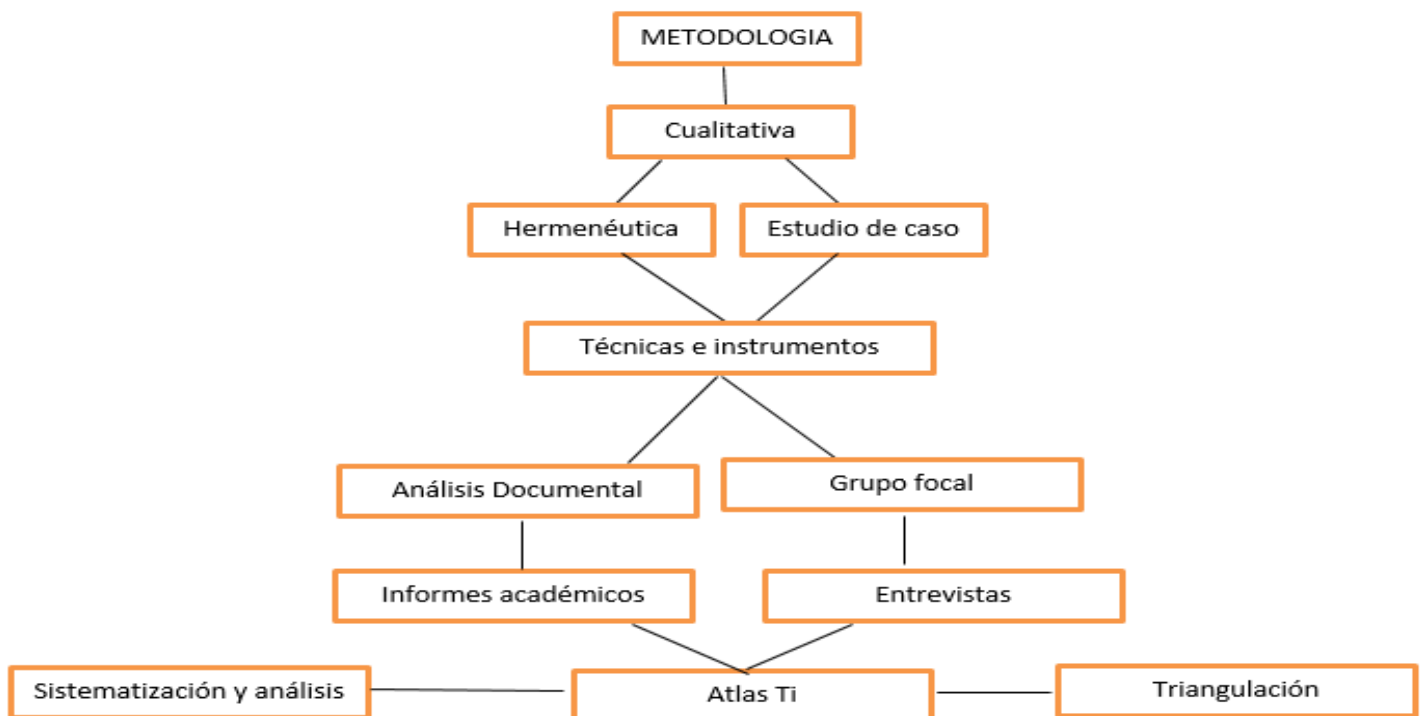 METODOLOGIA
Cualitativa
Hermenéutica
Estudio de caso
Técnicas e instrumentos
Análisis Documental
Grupo focal
Informes académicos
Entrevistas
Sistematización y análisis
Atlas Ti
Triangulación